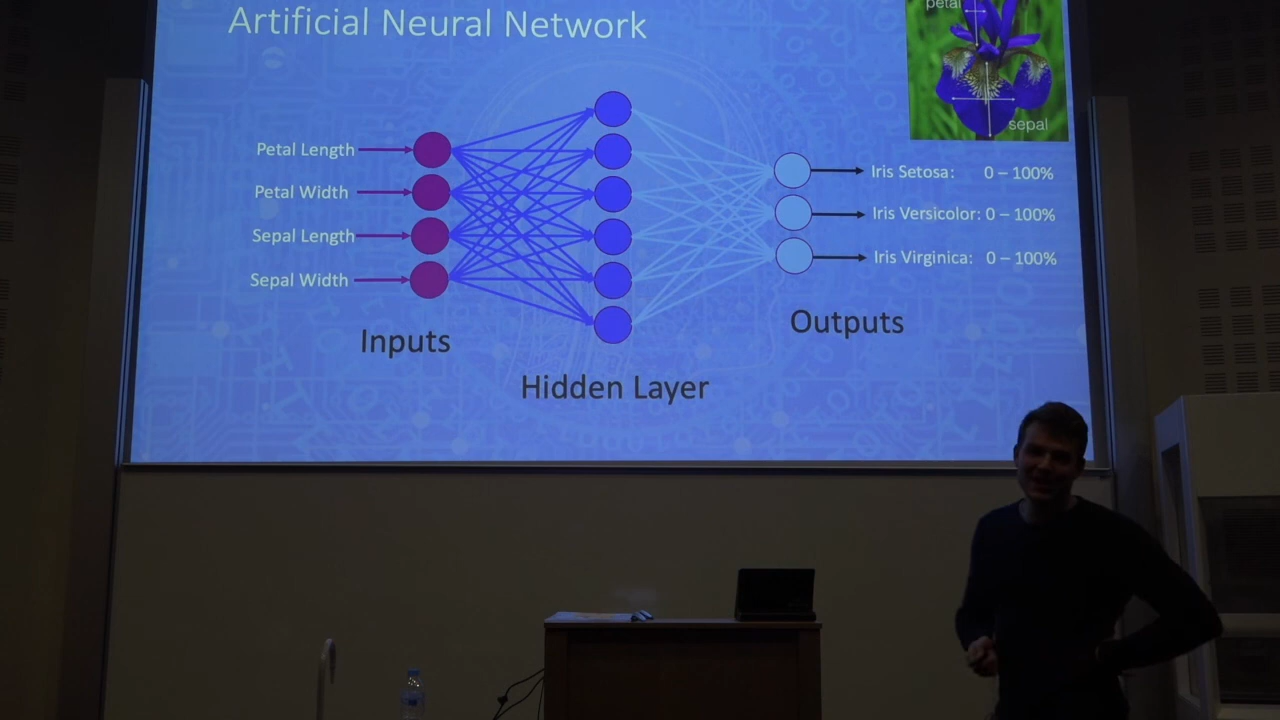 Artificial Neural Network
petal
sepal
Petal Length
Petal Width
Sepal Length
Sepal Width
Iris Setosa: 0 – 100%
Iris Versicolor: 0 – 100%
Iris Virginica: 0 – 100%
Inputs
Outputs
Hidden Layer